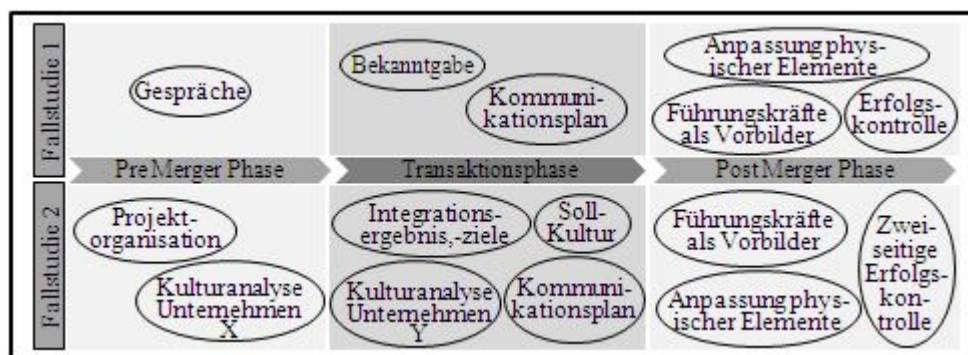 Fallstudie 1
Gespräche
Bekanntgabe
Kommuni-
kationsplan
Anpassung phys-
ischer Elemente
Führungskräfte
als Vorbilder
Erfolgs-
kontrolle
Pre Merger Phase
Transaktionsphase
Post Merger Phase
Fallstudie 2
Projekt-
organisation
Kulturanalyse
Unternehmen
X
Integrations-
ergebnis,-ziele
Soll-
Kultur
Kulturanalyse
Unternehmen
Y
Kommuni-
kationsplan
Führungskräfte
als Vorbilder
Anpassung phys-
ischer Elemente
Zwei-
seitige
Erfolgs-
kon-
trolle